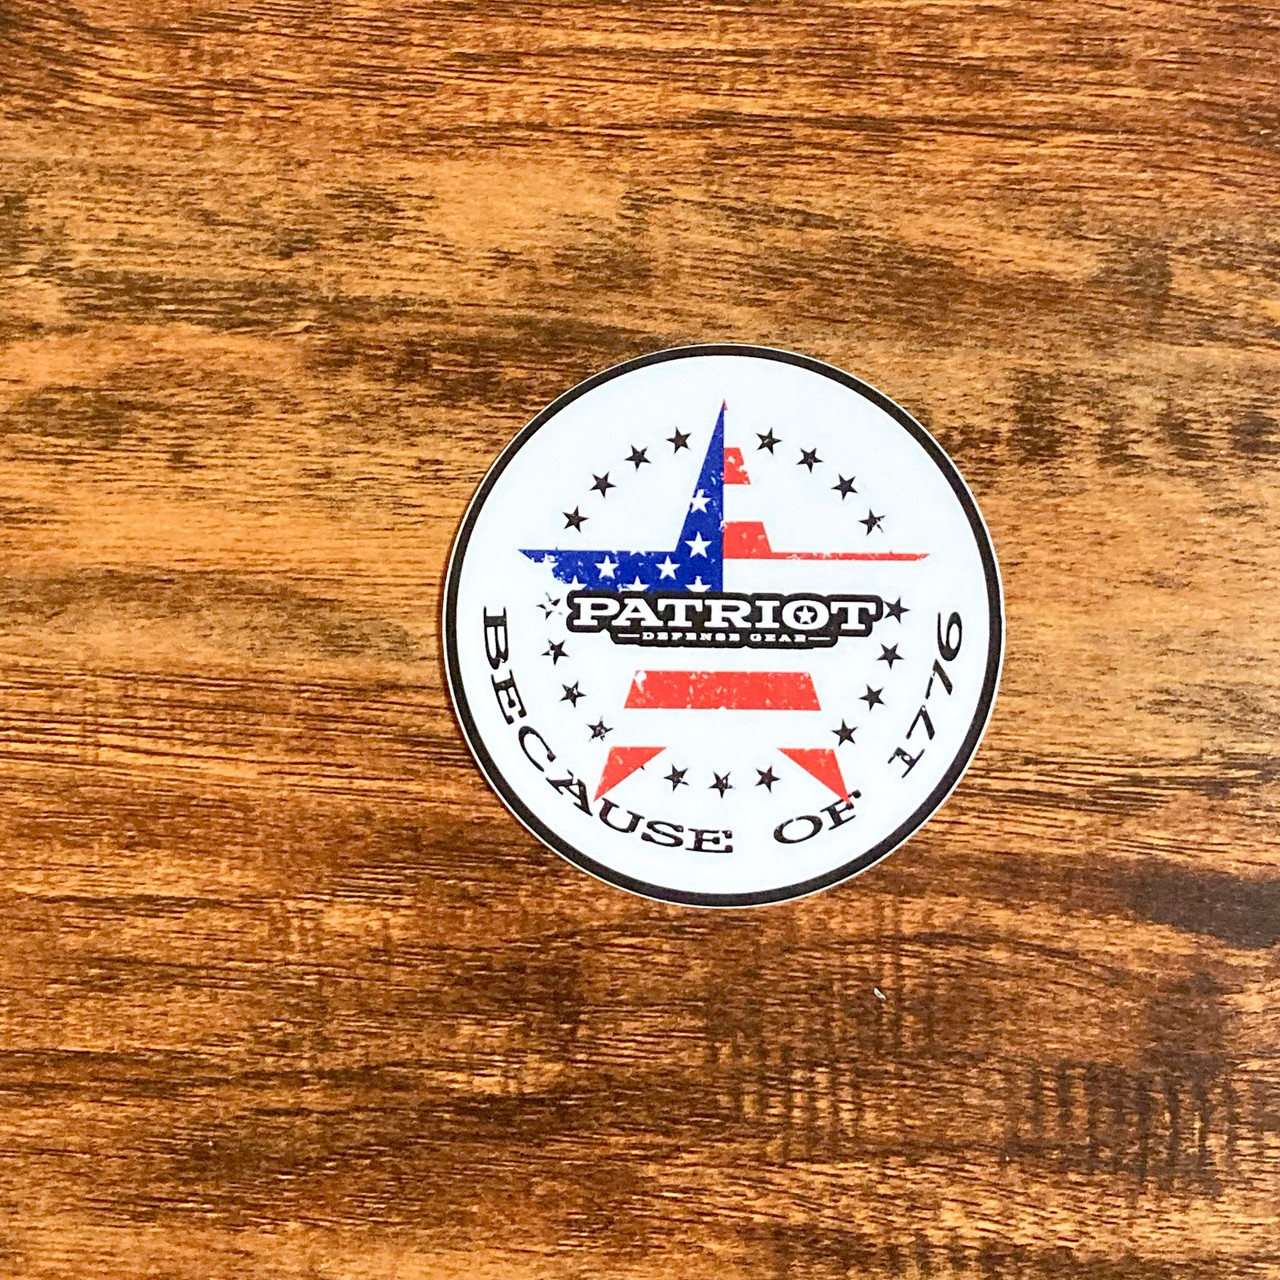 PATRIOT
DEFENSE GEAR
BECAUSE OF 1776